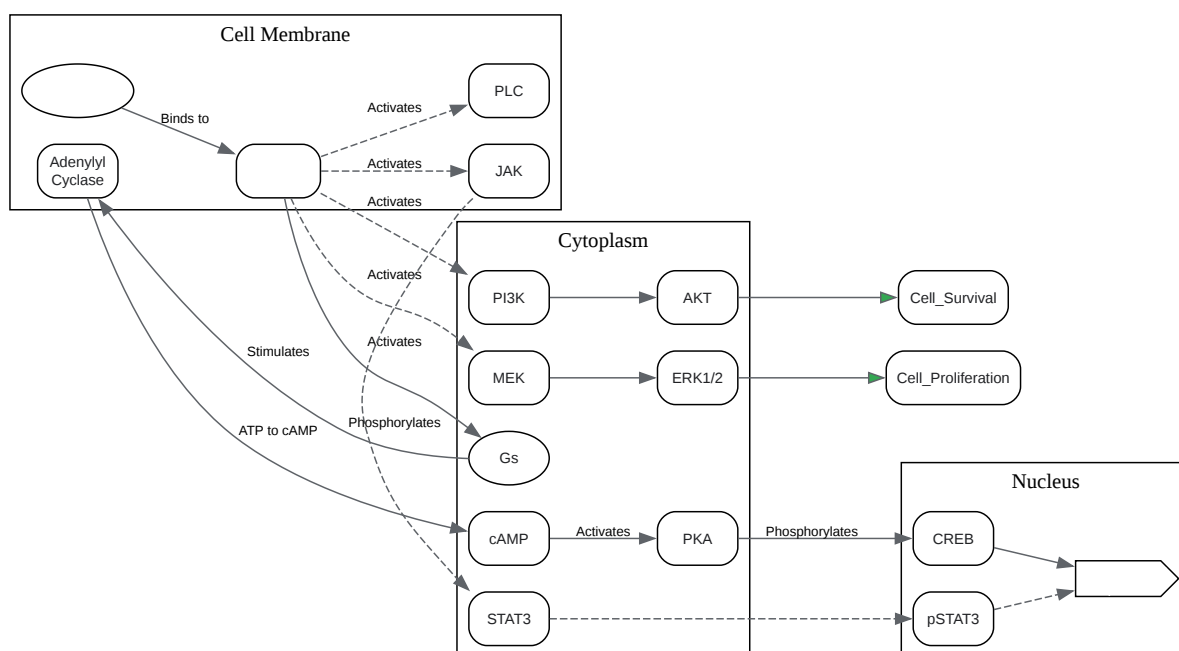 Cell Membrane
PLC
Activates
Binds to
Adenylyl
Cyclase
Activates
JAK
Activates
Cytoplasm
Activates
PI3K
AKT
Cell_Survival
Activates
Stimulates
MEK
ERK1/2
Cell_Proliferation
Phosphorylates
ATP to cAMP
Gs
Nucleus
cAMP
Activates
PKA
Phosphorylates
CREB
STAT3
pSTAT3